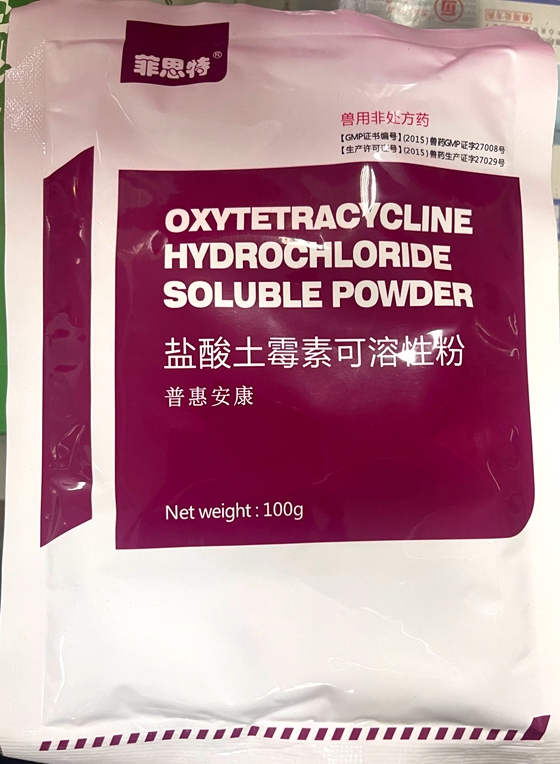 菲思特®
兽用非处方药
【GMP证书编号】(2015)兽药GMP证字27008号
【生产许可证号】(2015)兽药生产证字27029号
OXYTETRACYCLINE
HYDROCHLORIDE
SOLUBLE POWDER
盐酸土霉素可溶性粉
普惠安康
Net weight : 100g